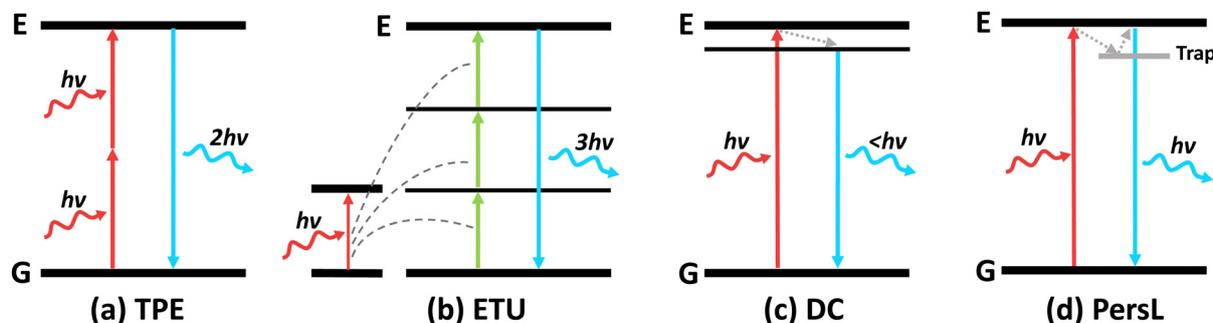 E
hv
2hv
hv
G
(a) TPE
E
3hv
hv
(b) ETU
E
hv
<hv
G
(c) DC
E
Trap
hv
hv
G
(d) PersL